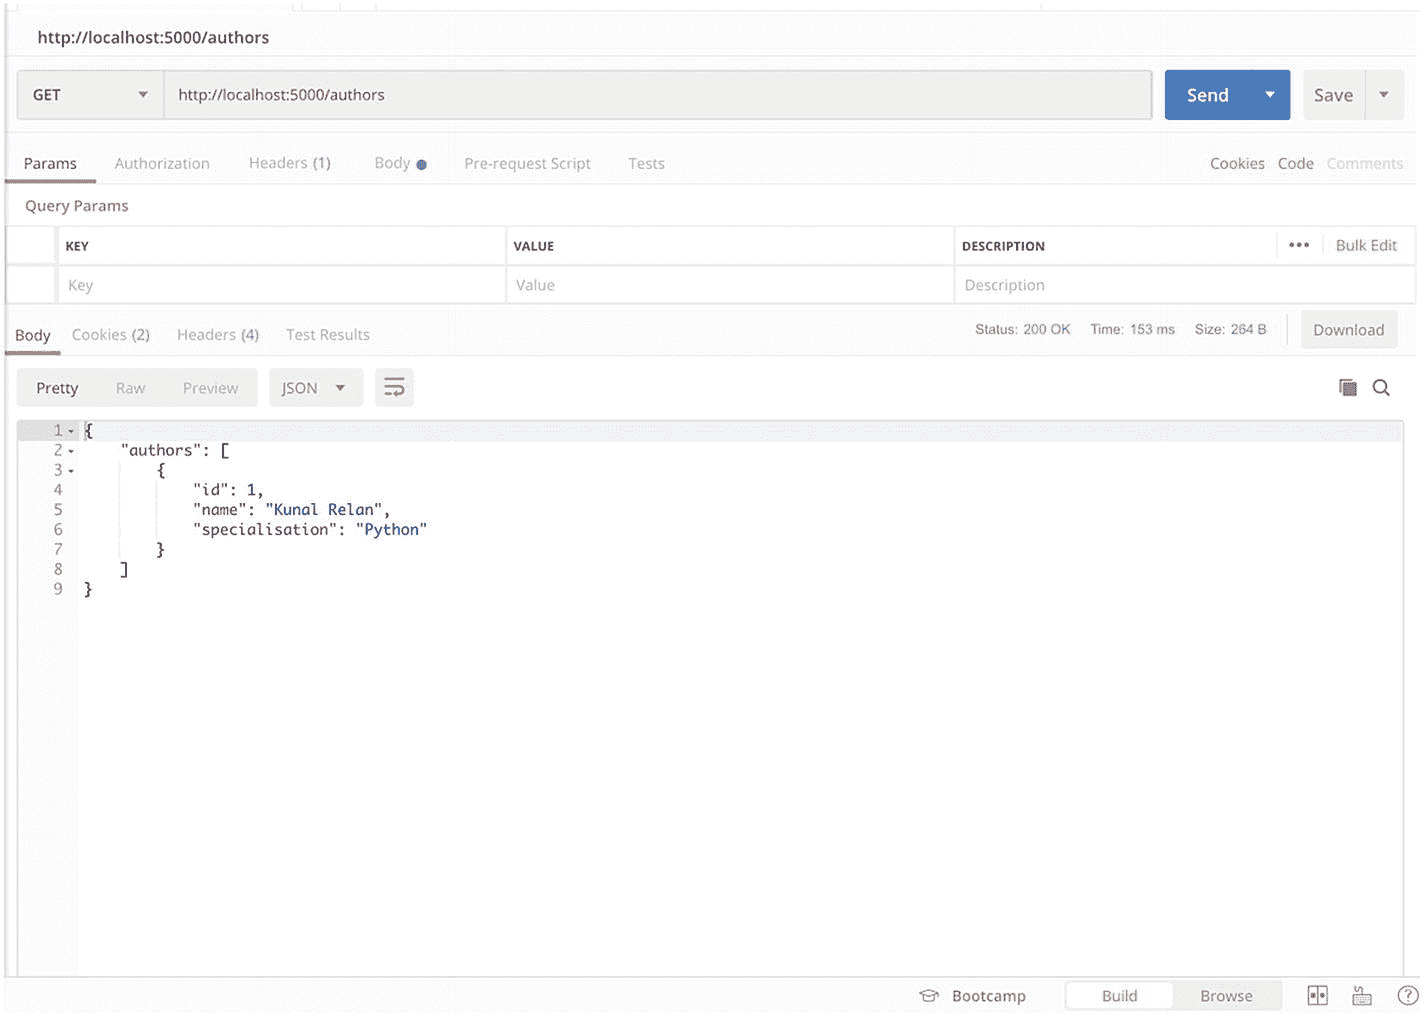 http://localhost:5000/authors
GET http://localhost:5000/authors Send Save
Params Authorization Headers (1) Body Pre-request Script Tests Cookies Code Comments
Query Params
KEY VALUE DESCRIPTION ••• Bulk Edit
Key Value Description
Body Cookies (2) Headers (4) Test Results Status: 200 OK Time: 153 ms Size: 264 B Download
Pretty Raw Preview JSON
1 {
2 "authors": [
3 {
4 "id": 1,
5 "name": "Kunal Relan",
6 "specialisation": "Python"
7 }
8 ]
9 }
Bootcamp Build Browse ?